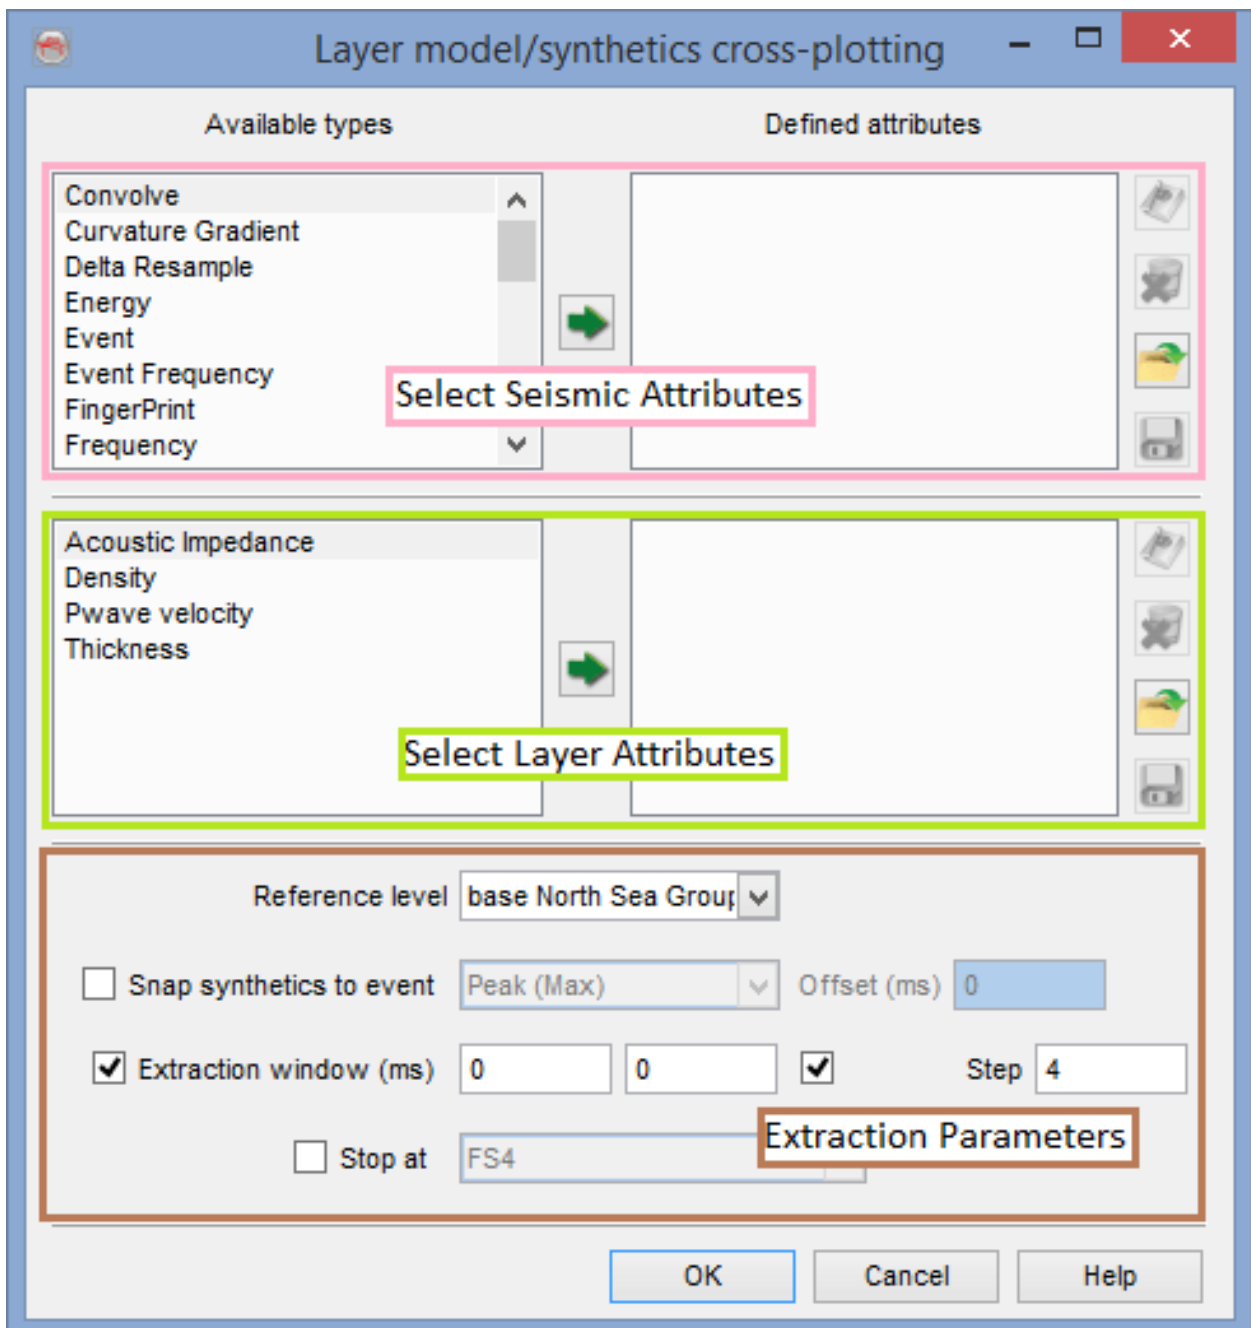 Layer model/synthetics cross-plotting
Available types Defined attributes
Convolve
Curvature Gradient
Delta Resample
Energy
Event
Event Frequency
FingerPrint
Frequency
Select Seismic Attributes
Acoustic Impedance
Density
Pwave velocity
Thickness
Select Layer Attributes
Reference level base North Sea Group
Snap synthetics to event Peak (Max) Offset (ms) 0
Extraction window (ms) 0 0 Step 4
Extraction Parameters
Stop at FS4
OK Cancel Help